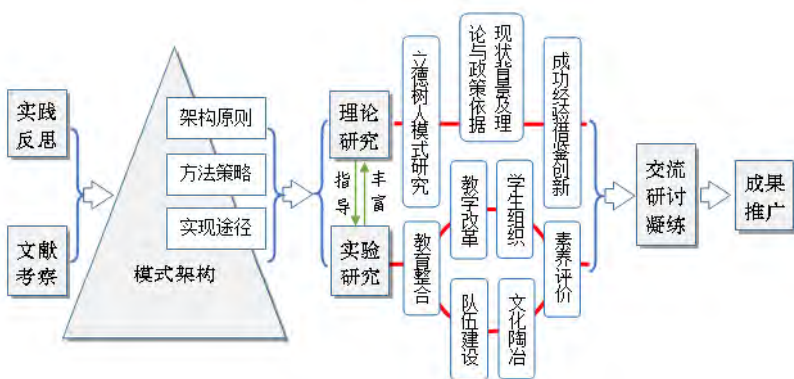 实践
反思
文献
考察
架构原则
方法策略
实现途径
模式架构
理论
研究
指导
丰富
实验
研究
立德树人模式研究
现状背景及理
论与政策依据
成功经验借鉴创新
教育整合
教学改革
学生组织
队伍建设
文化陶冶
素养评价
交流
研讨
凝练
成果
推广